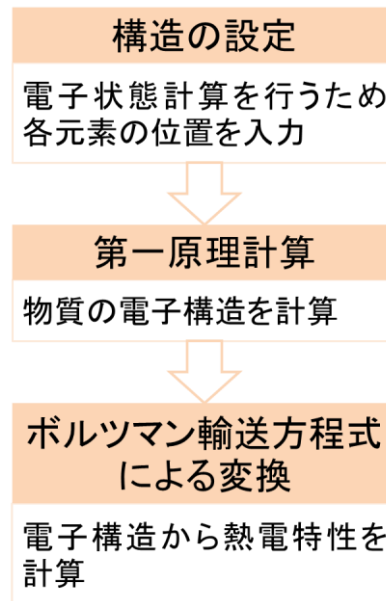 構造の設定
電子状態計算を行うため
各元素の位置を入力
第一原理計算
物質の電子構造を計算
ボルツマン輸送方程式
による変換
電子構造から熱電特性を
計算